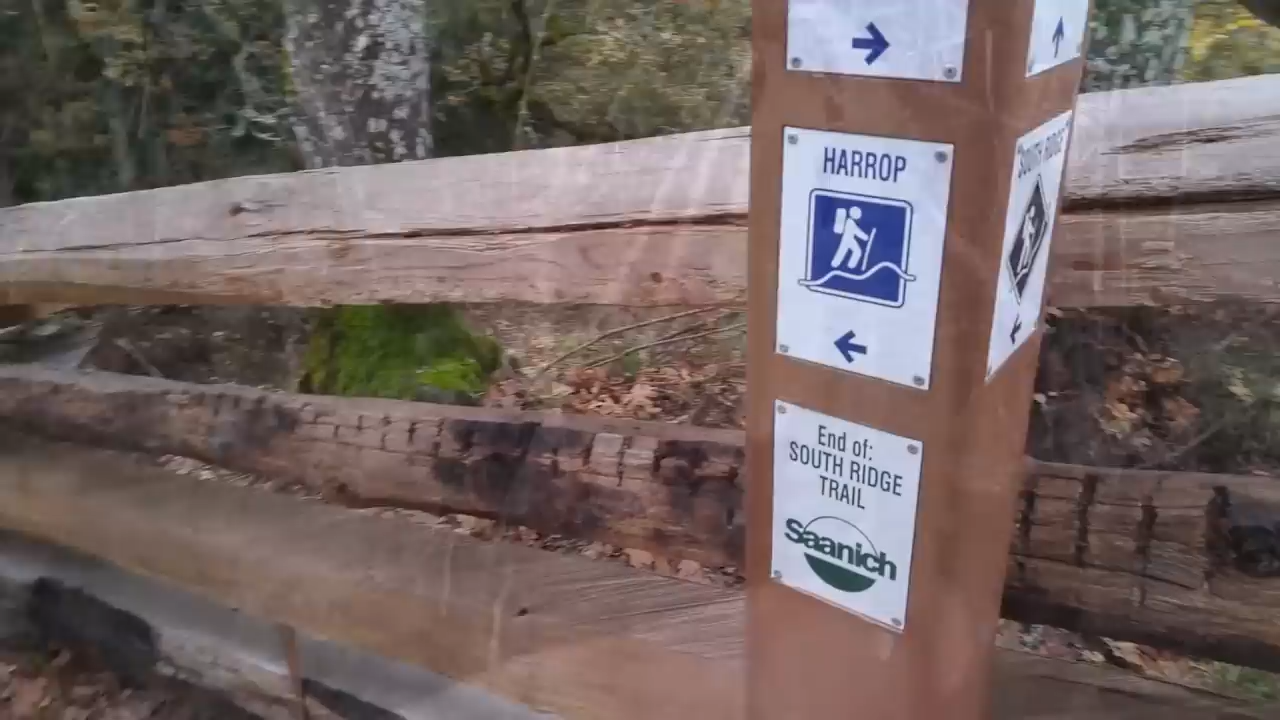 HARROP
End of:
SOUTH RIDGE
TRAIL
Saanich
SOUTH RIDGE